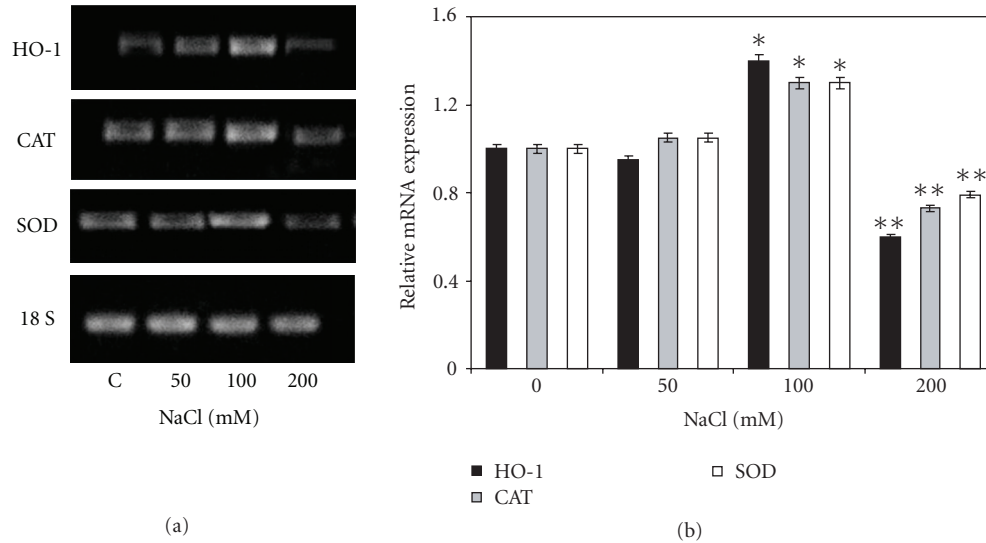 HO-1
CAT
SOD
18 S
C 50 100 200
NaCl (mM)
(a)
Relative mRNA expression
1.6
1.2
0.8
0.4
0
* * *
** ** **
0 50 100 200
NaCl (mM)
HO-1
CAT
SOD
(b)